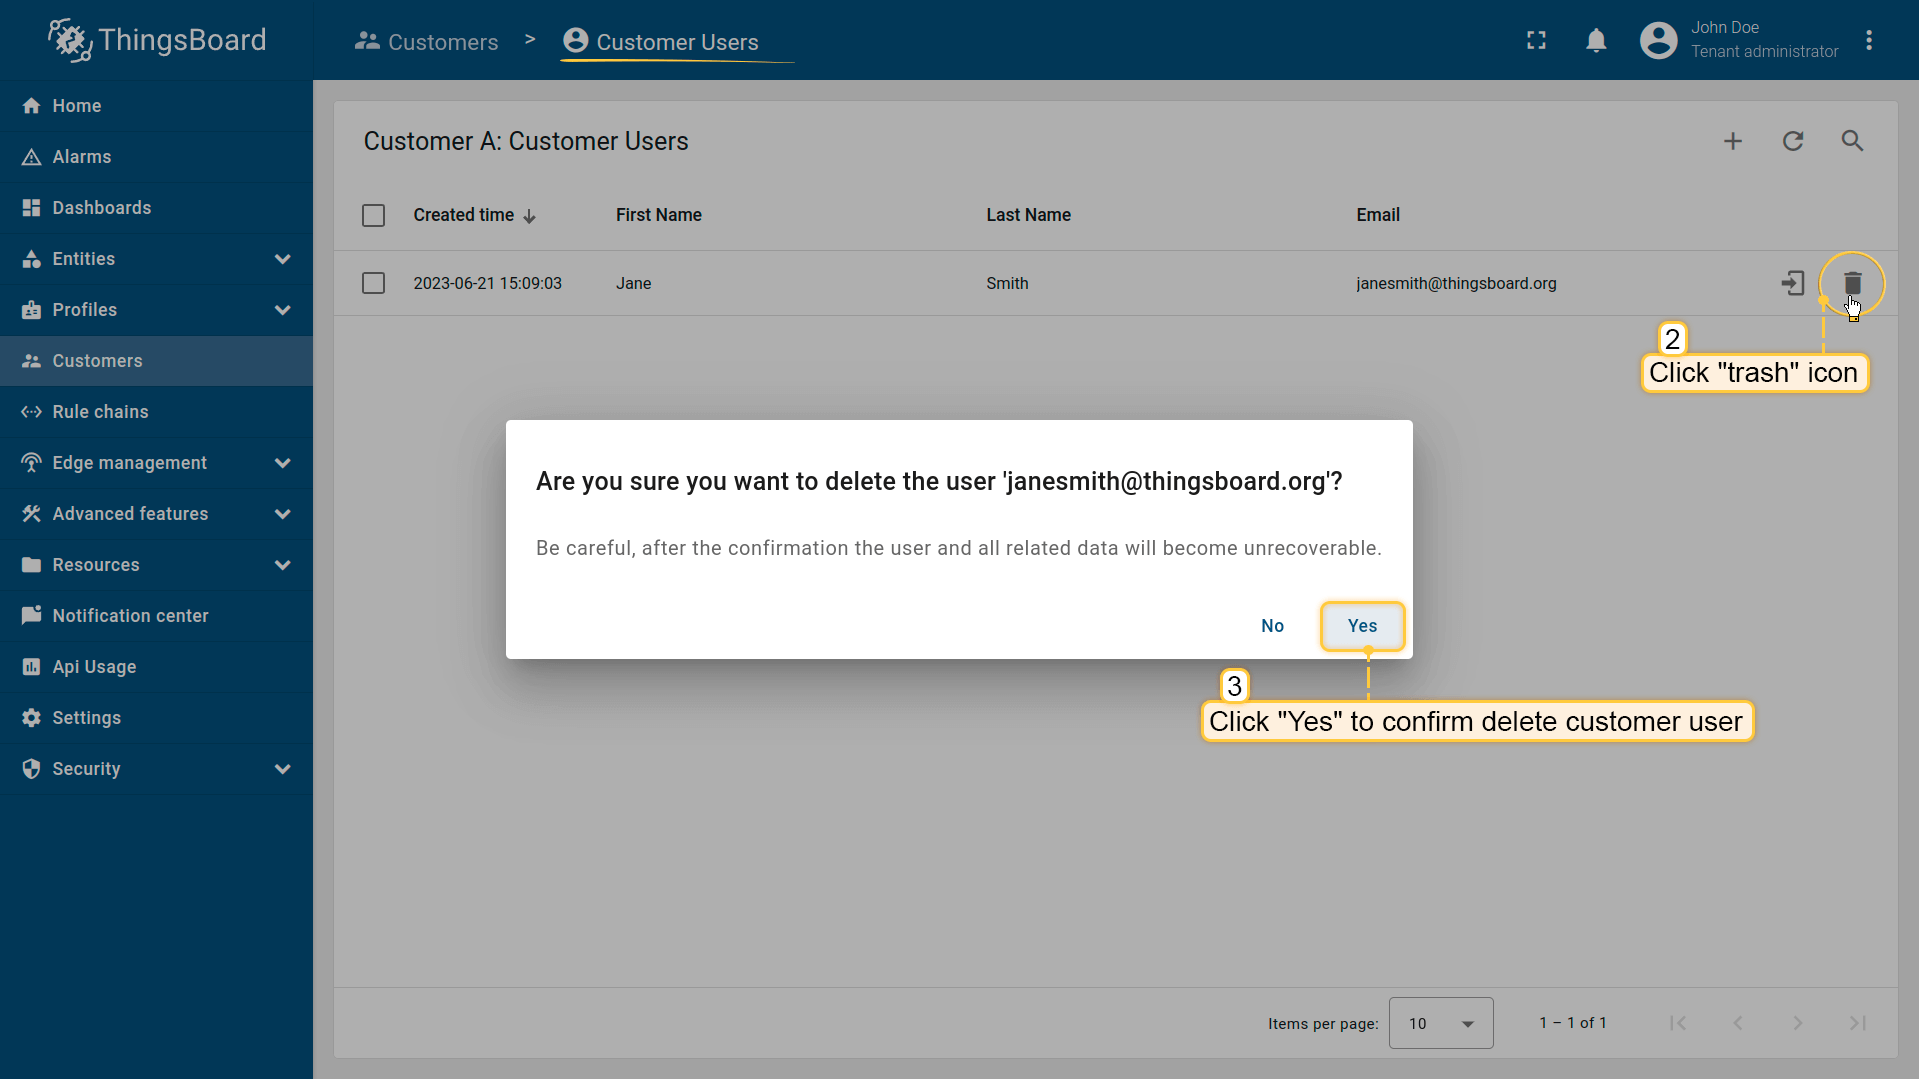 ThingsBoard
Customers > Customer Users
John Doe
Tenant administrator
Home
Alarms
Dashboards
Entities
Profiles
Customers
Rule chains
Edge management
Advanced features
Resources
Notification center
Api Usage
Settings
Security
Customer A: Customer Users
Created time First Name Last Name Email
2023-06-21 15:09:03 Jane Smith janesmith@thingsboard.org
2
Click "trash" icon
Are you sure you want to delete the user 'janesmith@thingsboard.org'?
Be careful, after the confirmation the user and all related data will become unrecoverable.
No Yes
3
Click "Yes" to confirm delete customer user
Items per page: 10 1 – 1 of 1